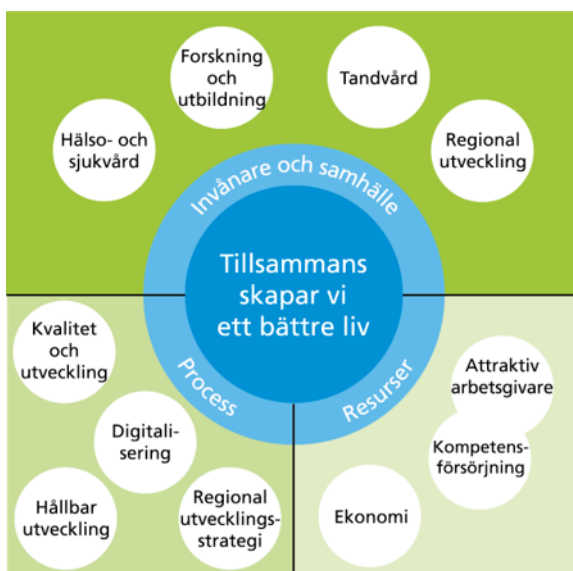 Forskning
och
utbildning
Tandvård
Hälso- och
sjukvård
Regional
utveckling
Invånare och samhälle
Tillsammans
skapar vi
ett bättre liv
Process
Resurser
Kvalitet
och
utveckling
Digitali-
sering
Hållbar
utveckling
Regional
utvecklings-
strategi
Attraktiv
arbetsgivare
Kompetens-
försörjning
Ekonomi